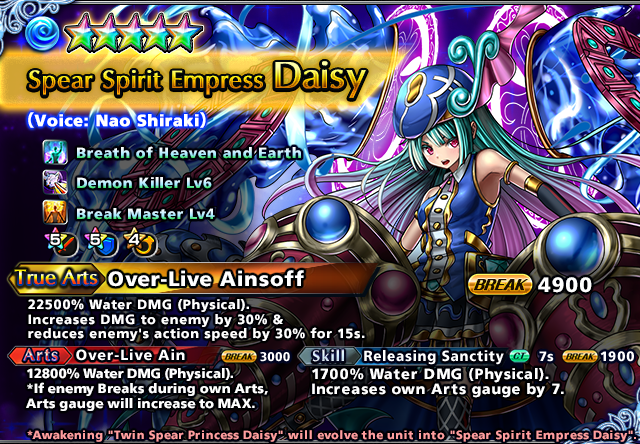 Spear Spirit Empress Daisy
(Voice: Nao Shiraki)
Breath of Heaven and Earth
Demon Killer Lv6
Break Master Lv4
5 5 4
True Arts Over-Live Ainsoff BREAK 4900
22500% Water DMG (Physical).
Increases DMG to enemy by 30% &
reduces enemy's action speed by 30% for 15s.
Arts Over-Live Ain BREAK 3000
12800% Water DMG (Physical).
*If enemy Breaks during own Arts,
Arts gauge will increase to MAX.
Skill Releasing Sanctity CT. 7s BREAK 1900
1700% Water DMG (Physical).
Increases own Arts gauge by 7.
*Awakening "Twin Spear Princess Daisy" will evolve the unit into "Spear Spirit Empress Daisy".